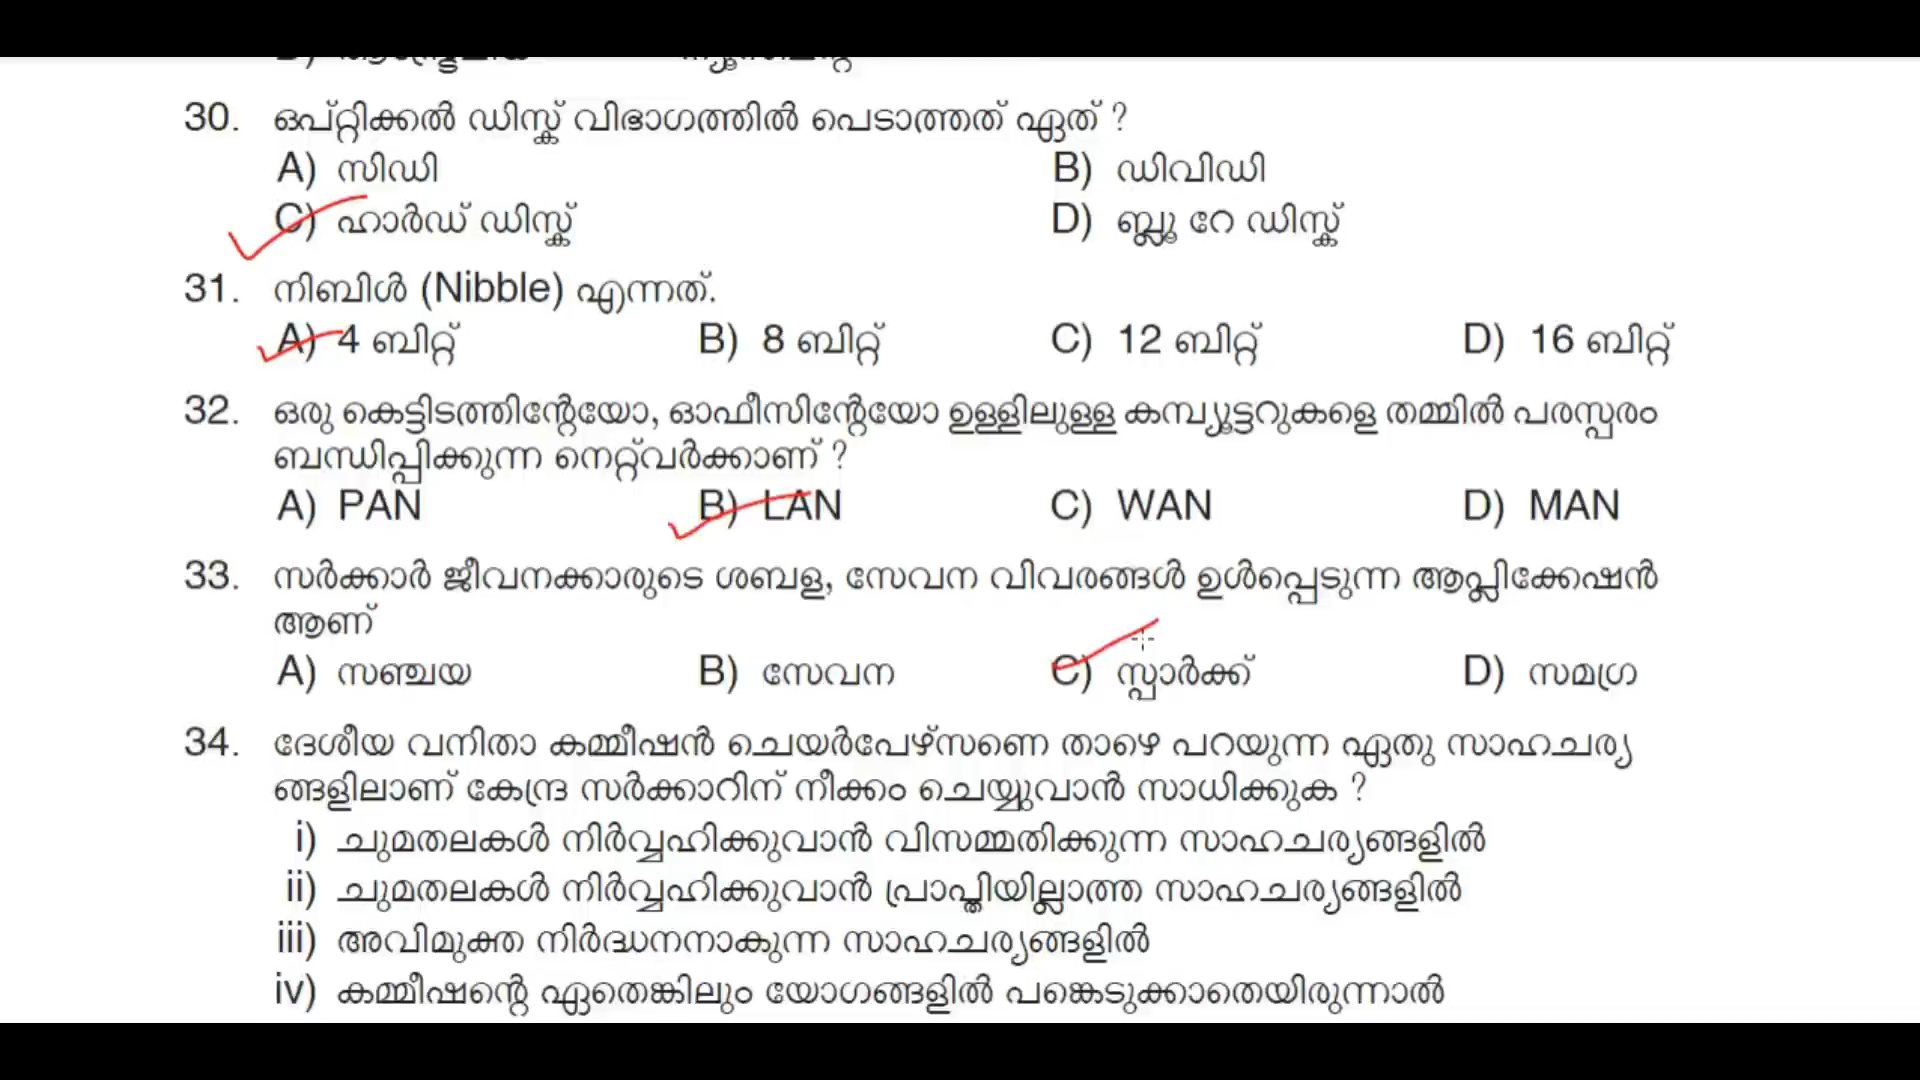 30. ഒപ്റ്റിക്കൽ ഡിസ്ക് വിഭാഗത്തിൽ പെടാത്തത് ഏത് ?
A) സിഡി B) ഡിവിഡി
C) ഹാർഡ് ഡിസ്ക് D) ബ്ലൂ റേ ഡിസ്ക്
31. നിബിൾ (Nibble) എന്നത്.
A) 4 ബിറ്റ് B) 8 ബിറ്റ് C) 12 ബിറ്റ് D) 16 ബിറ്റ്
32. ഒരു കെട്ടിടത്തിന്റേയോ, ഓഫീസിന്റേയോ ഉള്ളിലുള്ള കമ്പ്യൂട്ടറുകളെ തമ്മിൽ പരസ്പരം
ബന്ധിപ്പിക്കുന്ന നെറ്റ്‌വർക്കാണ് ?
A) PAN B) LAN C) WAN D) MAN
33. സർക്കാർ ജീവനക്കാരുടെ ശബള, സേവന വിവരങ്ങൾ ഉൾപ്പെടുന്ന ആപ്ലിക്കേഷൻ
ആണ്
A) സഞ്ചയ B) സേവന C) സ്പാർക്ക് D) സമഗ്ര
34. ദേശീയ വനിതാ കമ്മീഷൻ ചെയർപേഴ്സണെ താഴെ പറയുന്ന ഏതു സാഹചര്യ
ങ്ങളിലാണ് കേന്ദ്ര സർക്കാറിന് നീക്കം ചെയ്യുവാൻ സാധിക്കുക ?
i) ചുമതലകൾ നിർവ്വഹിക്കുവാൻ വിസമ്മതിക്കുന്ന സാഹചര്യങ്ങളിൽ
ii) ചുമതലകൾ നിർവ്വഹിക്കുവാൻ പ്രാപ്തിയില്ലാത്ത സാഹചര്യങ്ങളിൽ
iii) അവിമുക്ത നിർദ്ധനനാകുന്ന സാഹചര്യങ്ങളിൽ
iv) കമ്മീഷന്റെ ഏതെങ്കിലും യോഗങ്ങളിൽ പങ്കെടുക്കാതെയിരുന്നാൽ